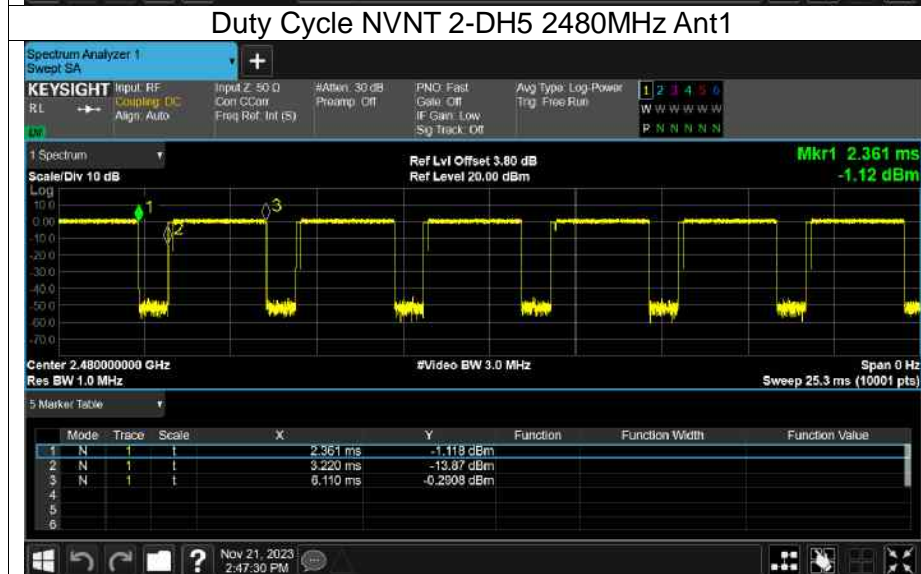 Duty Cycle NVNT 2-DH5 2480MHz Ant1
Spectrum Analyzer 1
Swept SA
+
KEYSIGHT Input: RF Input Z: 50 Ω #Atten: 30 dB PNO: Fast Avg Type: Log-Power 1 2 3 4 5 6
RL Coupling: DC Corr CCorr Preamp: Off Gate: Off Trig: Free Run W W W W W W
Align: Auto Freq Ref: Int (S) IF Gain: Low
Sig Track: Off P N N N N N
1 Spectrum Ref Lvl Offset 3.80 dB Mkr1 2.361 ms
Scale/Div 10 dB Ref Level 20.00 dBm -1.12 dBm
Log
10.0
0.00
-10.0
-20.0
-30.0
-40.0
-50.0
-60.0
-70.0
1
2
3
Center 2.480000000 GHz #Video BW 3.0 MHz Span 0 Hz
Res BW 1.0 MHz Sweep 25.3 ms (10001 pts)
5 Marker Table
Mode Trace Scale X Y Function Function Width Function Value
1 N 1 t 2.361 ms -1.118 dBm
2 N 1 t 3.220 ms -13.87 dBm
3 N 1 t 6.110 ms -0.2908 dBm
4
5
6
? Nov 21, 2023
2:47:30 PM